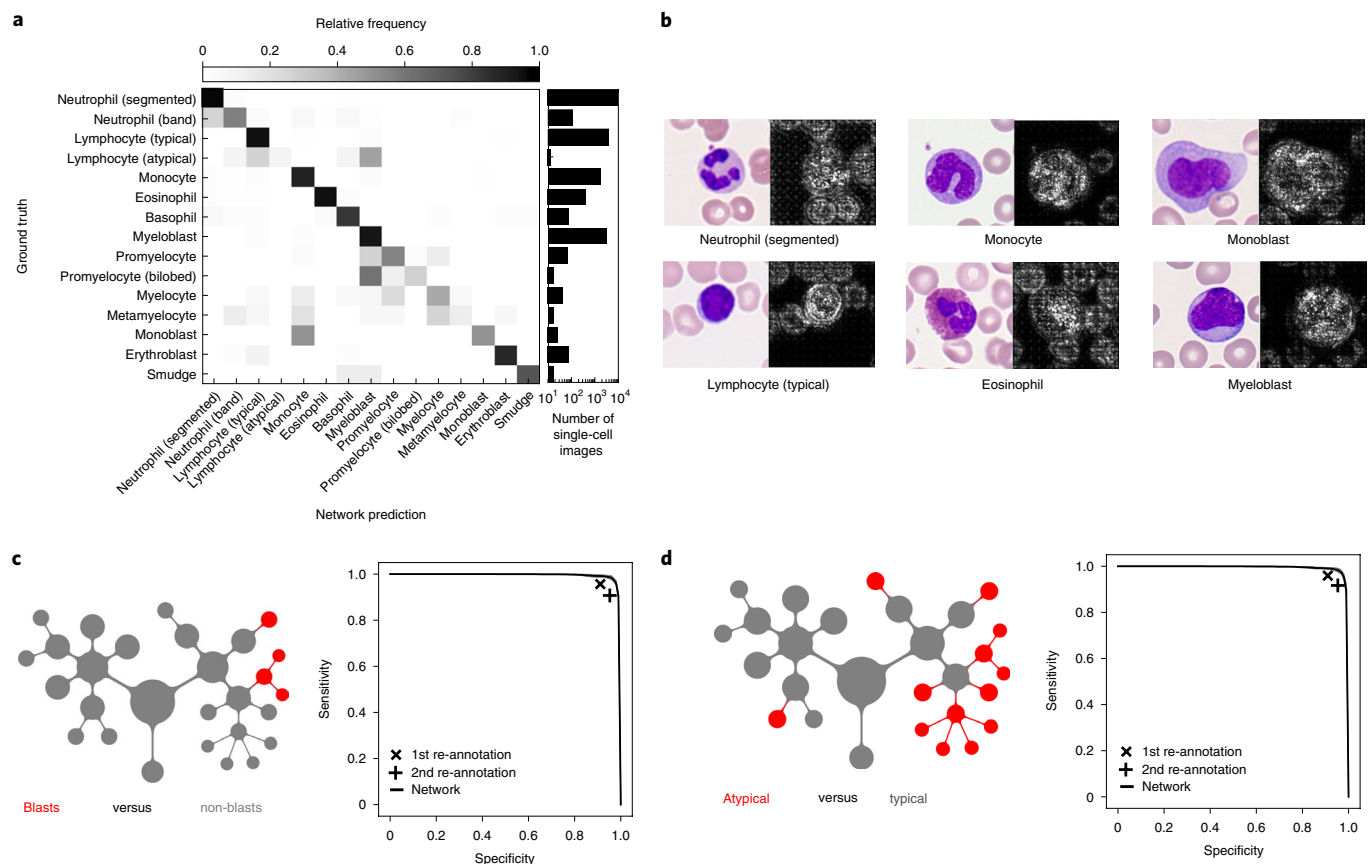 a
Relative frequency
0 0.2 0.4 0.6 0.8 1.0
Ground truth
Neutrophil (segmented)
Neutrophil (band)
Lymphocyte (typical)
Lymphocyte (atypical)
Monocyte
Eosinophil
Basophil
Myeloblast
Promyelocyte
Promyelocyte (bilobed)
Myelocyte
Metamyelocyte
Monoblast
Erythroblast
Smudge
Neutrophil (segmented)
Neutrophil (band)
Lymphocyte (typical)
Lymphocyte (atypical)
Monocyte
Eosinophil
Basophil
Myeloblast
Promyelocyte
Promyelocyte (bilobed)
Myelocyte
Metamyelocyte
Monoblast
Erythroblast
Smudge
Network prediction
10¹ 10² 10³ 10⁴
Number of
single-cell
images
b
Neutrophil (segmented)
Monocyte
Monoblast
Lymphocyte (typical)
Eosinophil
Myeloblast
c
Blasts versus non-blasts
Sensitivity
1.0
0.8
0.6
0.4
0.2
0
1st re-annotation
2nd re-annotation
Network
0 0.2 0.4 0.6 0.8 1.0
Specificity
d
Atypical versus typical
Sensitivity
1.0
0.8
0.6
0.4
0.2
0
1st re-annotation
2nd re-annotation
Network
0 0.2 0.4 0.6 0.8 1.0
Specificity